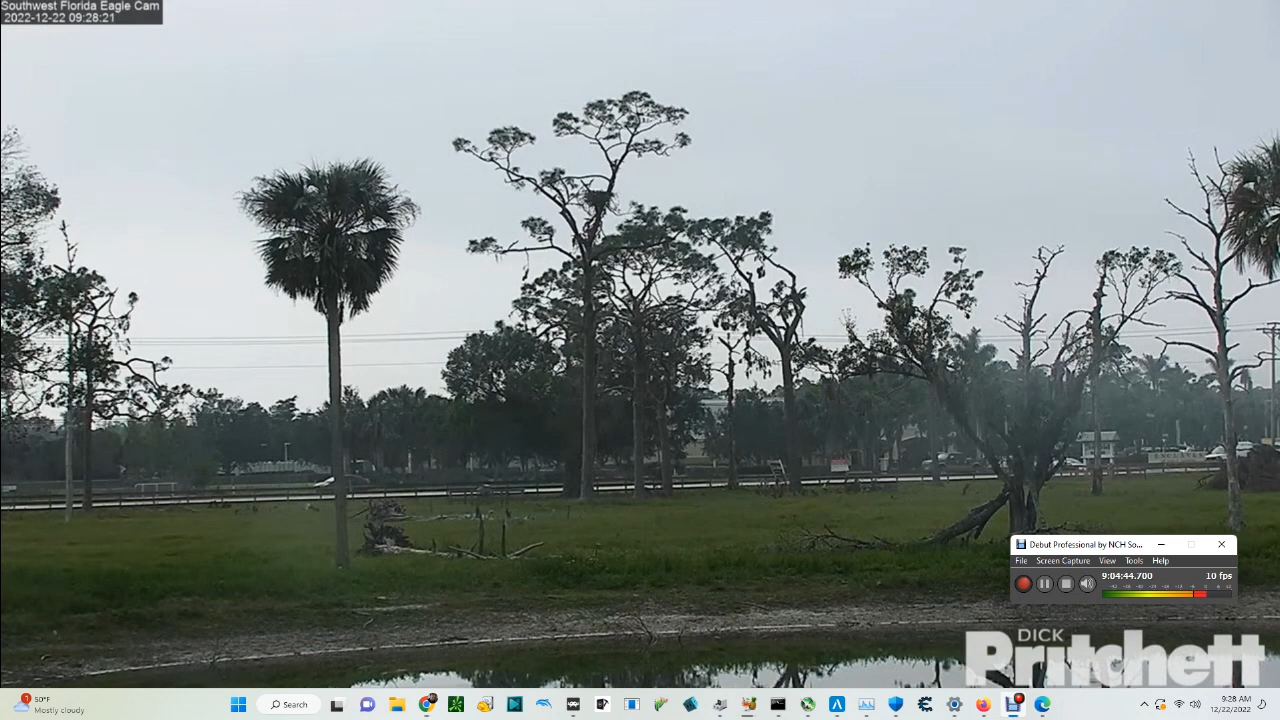 Southwest Florida Eagle Cam
2022-12-22 09:28:21
Debut Professional by NCH So...
File Screen Capture View Tools Help
9:04:44.700 10 fps
DICK
Pritchett
50°F
Mostly cloudy
Search
9:28 AM
12/22/2022